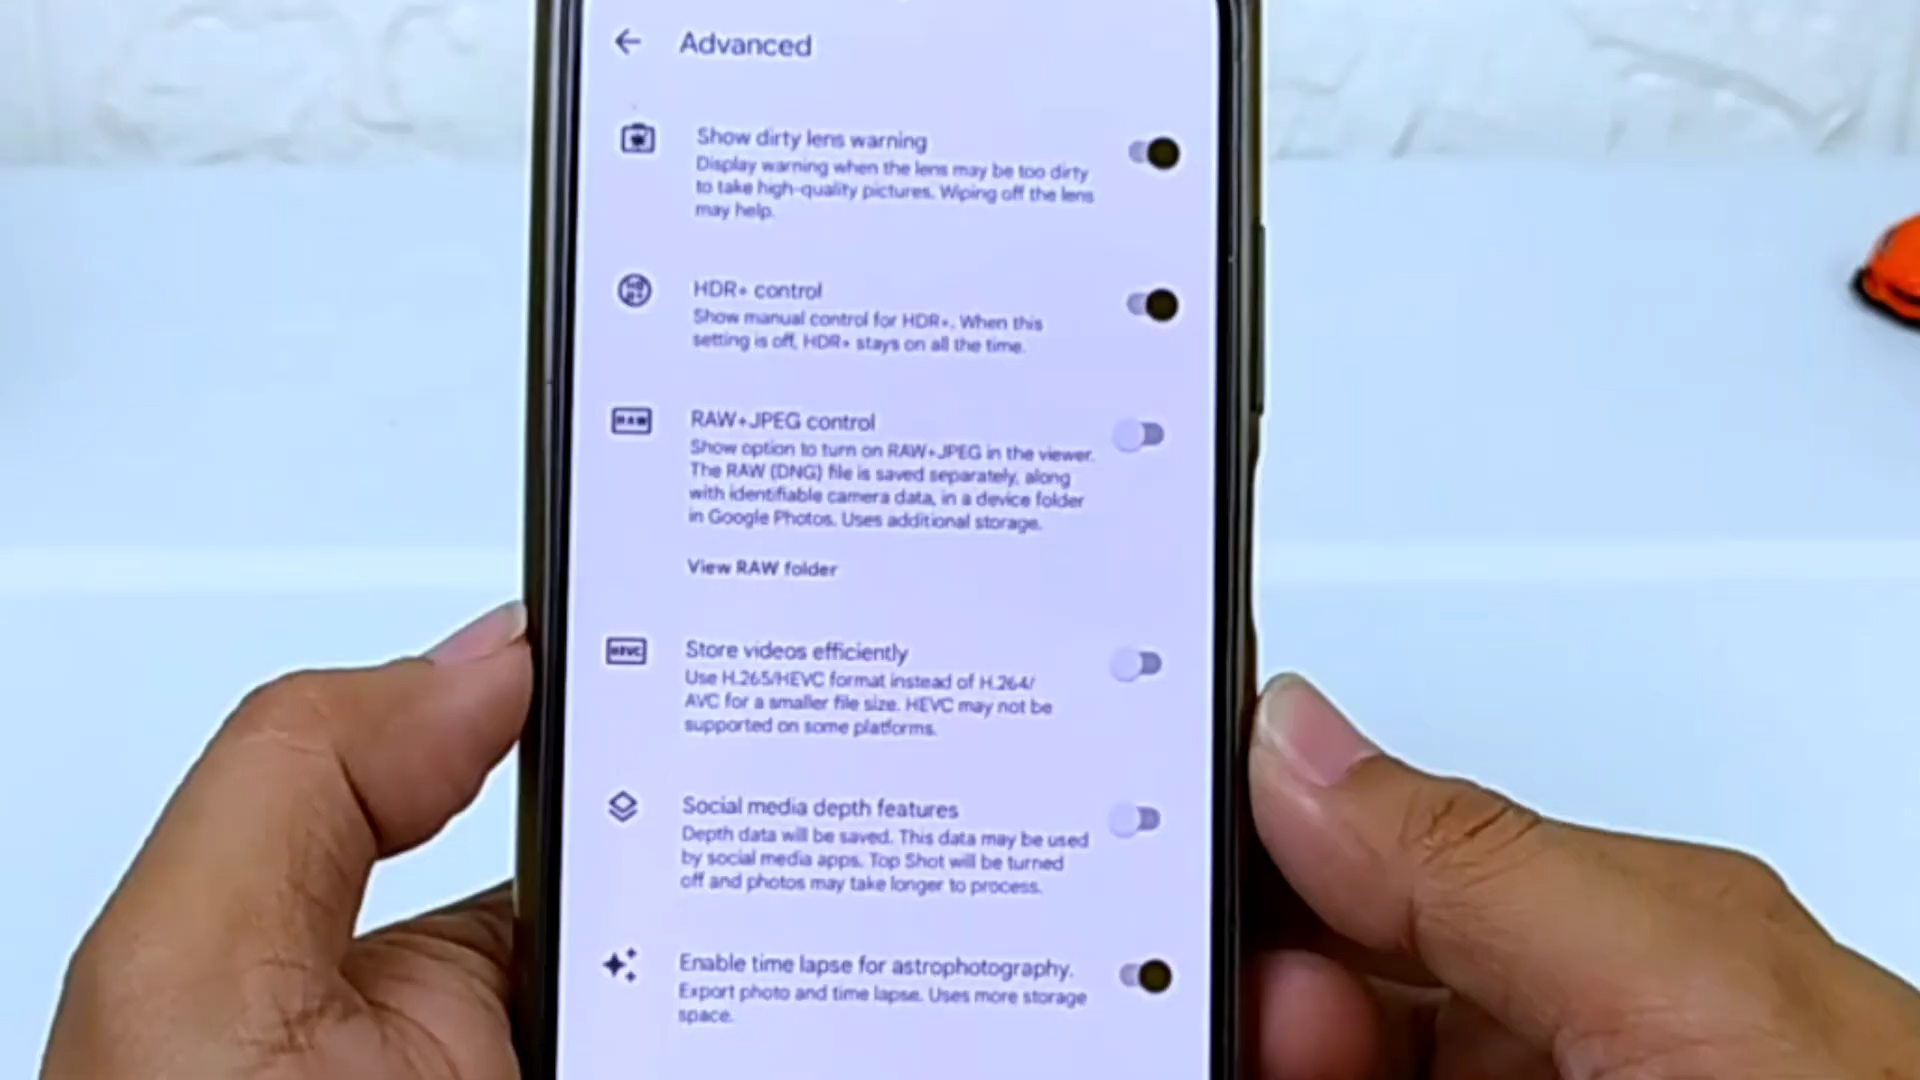 Advanced
Show dirty lens warning
Display warning when the lens may be too dirty
to take high-quality pictures. Wiping off the lens
may help.
HDR+ control
Show manual control for HDR+. When this
setting is off, HDR+ stays on all the time.
RAW
RAW+JPEG control
Show option to turn on RAW+JPEG in the viewer.
The RAW (DNG) file is saved separately, along
with identifiable camera data, in a device folder
in Google Photos. Uses additional storage.
View RAW folder
HEVC
Store videos efficiently
Use H.265/HEVC format instead of H.264/
AVC for a smaller file size. HEVC may not be
supported on some platforms.
Social media depth features
Depth data will be saved. This data may be used
by social media apps. Top Shot will be turned
off and photos may take longer to process.
Enable time lapse for astrophotography.
Export photo and time lapse. Uses more storage
space.